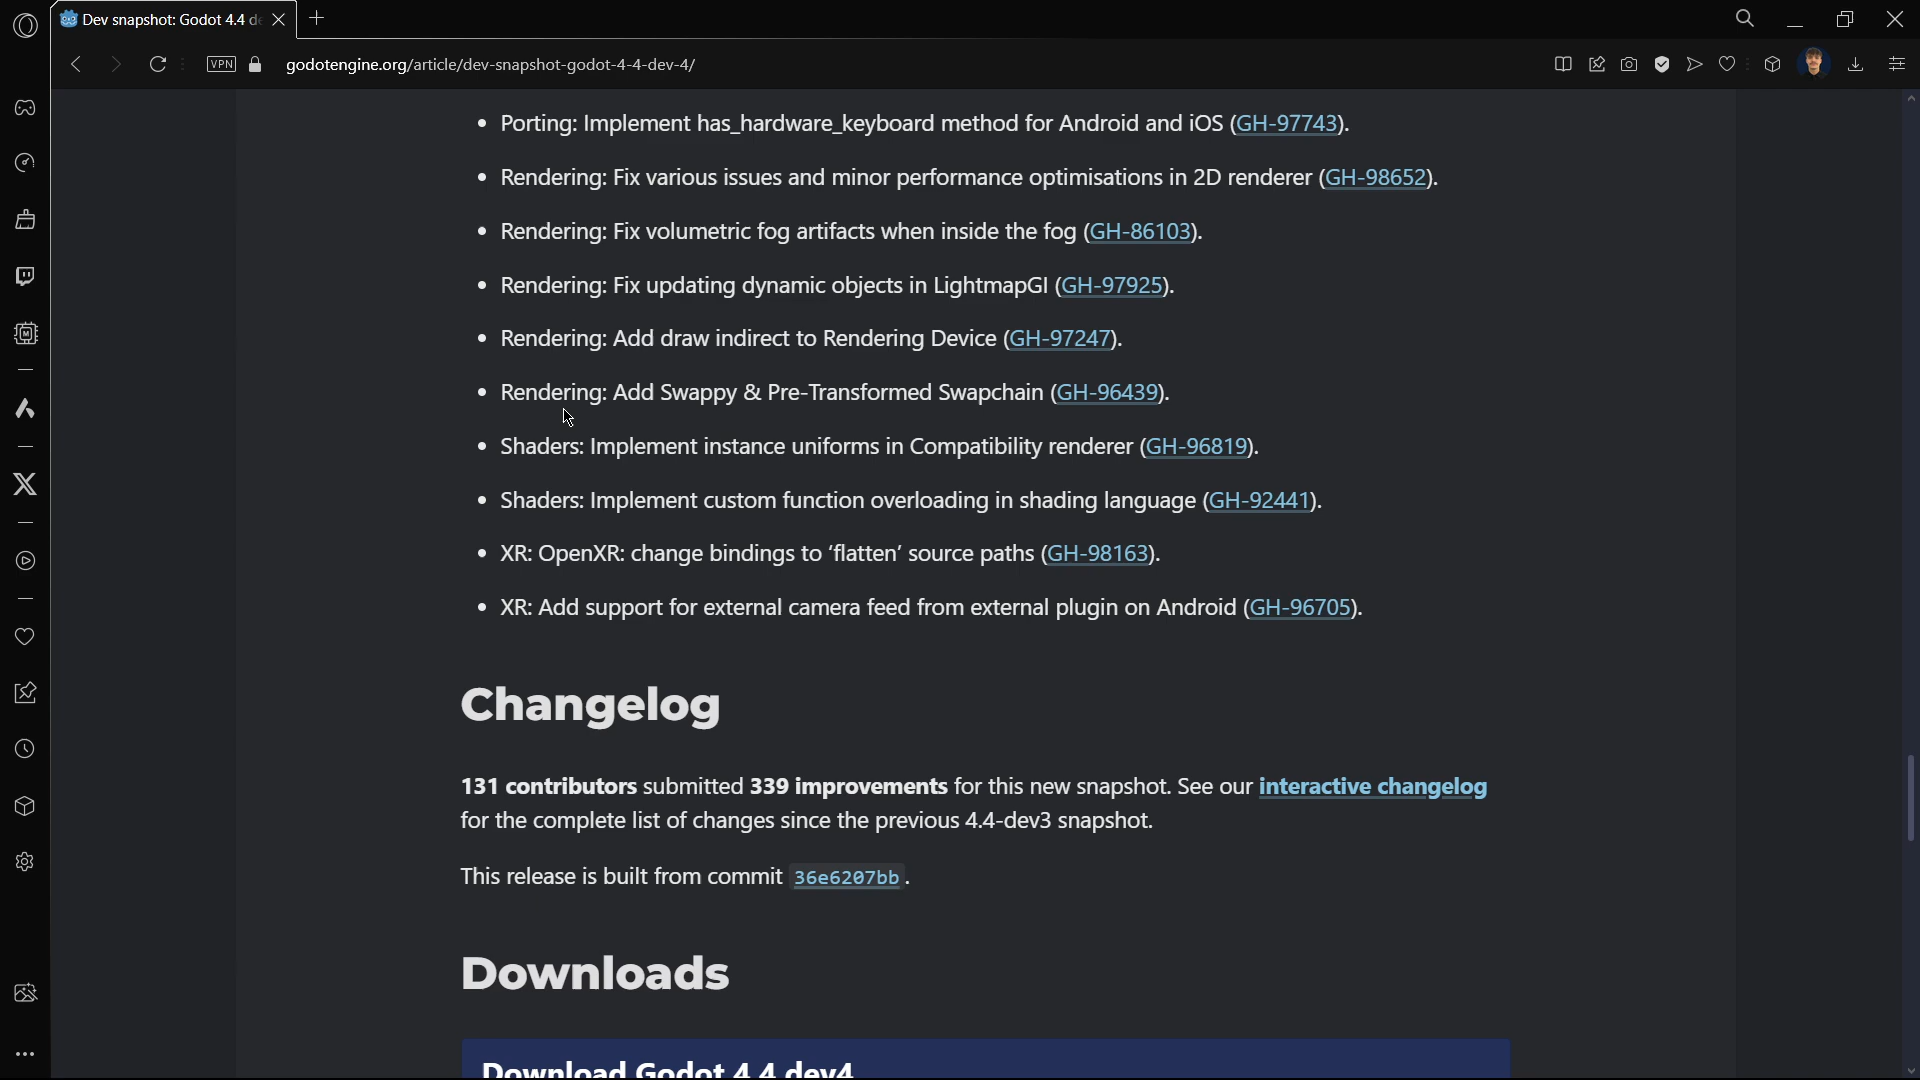 Dev snapshot: Godot 4.4 de
VPN
godotengine.org/article/dev-snapshot-godot-4-4-dev-4/
• Porting: Implement has_hardware_keyboard method for Android and iOS (GH-97743).
• Rendering: Fix various issues and minor performance optimisations in 2D renderer (GH-98652).
• Rendering: Fix volumetric fog artifacts when inside the fog (GH-86103).
• Rendering: Fix updating dynamic objects in LightmapGI (GH-97925).
• Rendering: Add draw indirect to Rendering Device (GH-97247).
• Rendering: Add Swappy & Pre-Transformed Swapchain (GH-96439).
• Shaders: Implement instance uniforms in Compatibility renderer (GH-96819).
• Shaders: Implement custom function overloading in shading language (GH-92441).
• XR: OpenXR: change bindings to ‘flatten’ source paths (GH-98163).
• XR: Add support for external camera feed from external plugin on Android (GH-96705).
Changelog
131 contributors submitted 339 improvements for this new snapshot. See our interactive changelog
for the complete list of changes since the previous 4.4-dev3 snapshot.
This release is built from commit 36e6207bb.
Downloads
Download Godot 4.4 dev4